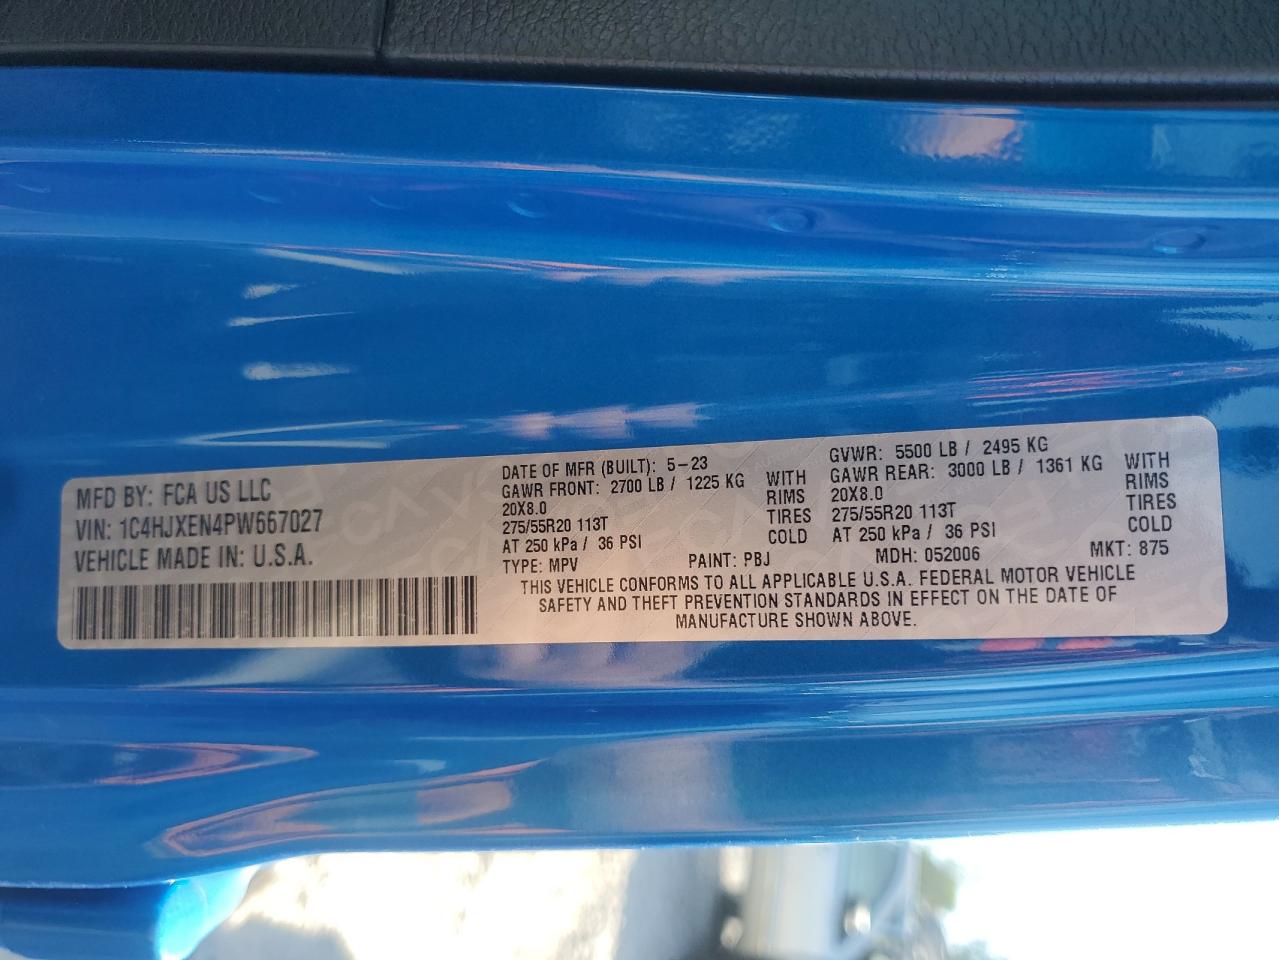 MFD BY: FCA US LLC
VIN: 1C4HJXEN4PW667027
VEHICLE MADE IN: U.S.A.
DATE OF MFR (BUILT): 5-23
GAWR FRONT: 2700 LB / 1225 KG WITH
20X8.0 RIMS
275/55R20 113T TIRES
AT 250 kPa / 36 PSI COLD
GVWR: 5500 LB / 2495 KG
GAWR REAR: 3000 LB / 1361 KG WITH
20X8.0 RIMS
275/55R20 113T TIRES
AT 250 kPa / 36 PSI COLD
TYPE: MPV PAINT: PBJ MDH: 052006 MKT: 875
THIS VEHICLE CONFORMS TO ALL APPLICABLE U.S.A. FEDERAL MOTOR VEHICLE
SAFETY AND THEFT PREVENTION STANDARDS IN EFFECT ON THE DATE OF
MANUFACTURE SHOWN ABOVE.